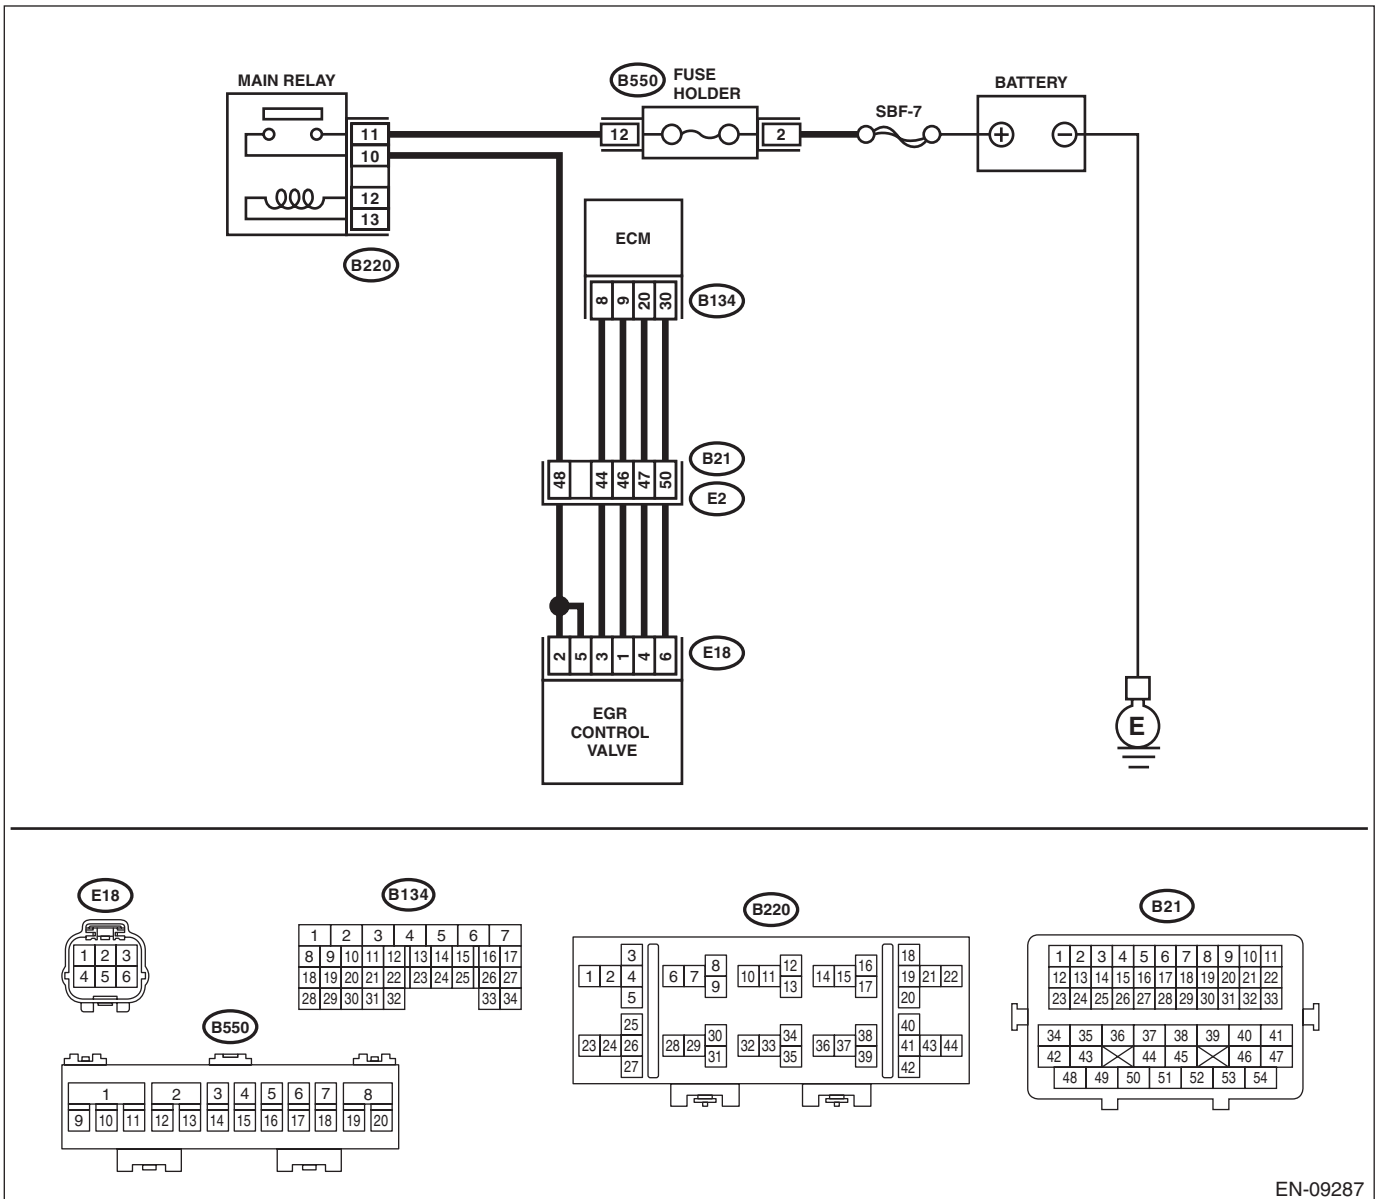 MAIN RELAY
B550 FUSE
HOLDER
SBF-7
BATTERY
11
10
12
13
12
2
+ −
B220
ECM
8 9 20 30
B134
48 44 46 47 50
B21
E2
2 5 3 1 4 6
E18
EGR
CONTROL
VALVE
E
E18
1 2 3
4 5 6
B134
1 2 3 4 5 6 7
8 9 10 11 12 13 14 15 16 17
18 19 20 21 22 23 24 25 26 27
28 29 30 31 32 33 34
B550
1 2 3 4 5 6 7 8
9 10 11 12 13 14 15 16 17 18 19 20
B220
3 8 12 16 18
1 2 4 6 7 10 11 14 15 19 21 22
5 9 13 17 20
25 30 34 38 40
23 24 26 28 29 32 33 36 37 41 43 44
27 31 35 39 42
B21
1 2 3 4 5 6 7 8 9 10 11
12 13 14 15 16 17 18 19 20 21 22
23 24 25 26 27 28 29 30 31 32 33
34 35 36 37 38 39 40 41
42 43 44 45 46 47
48 49 50 51 52 53 54
EN-09287